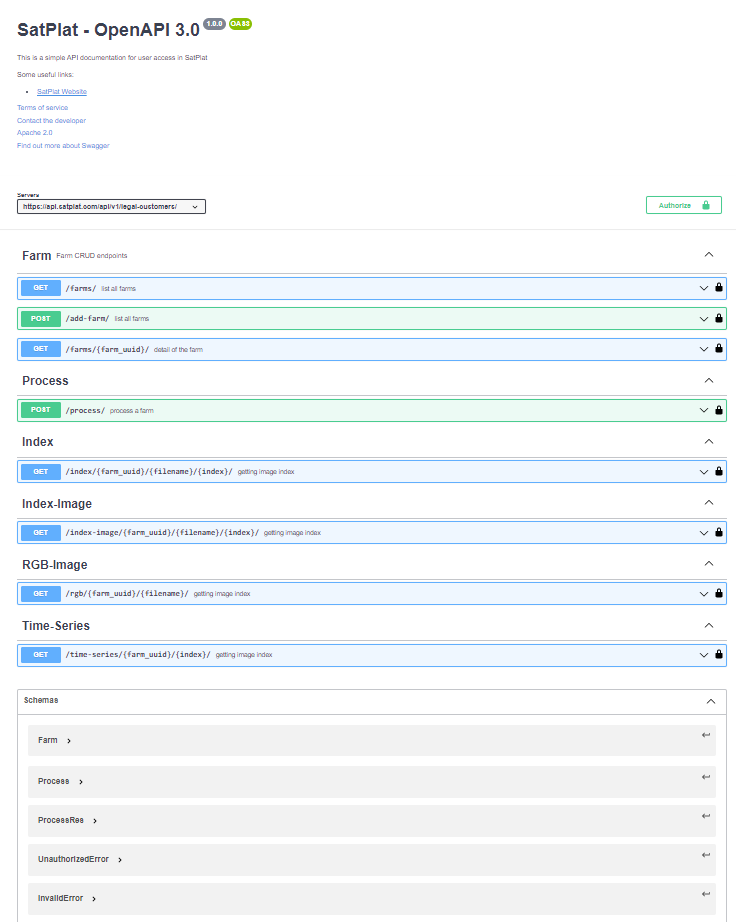 SatPlat - OpenAPI 3.0 1.0.0 OAS3
This is a simple API documentation for user access in SatPlat
Some useful links:
• SatPlat Website
Terms of service
Contact the developer
Apache 2.0
Find out more about Swagger
Servers
https://api.satplat.com/api/v1/legal-customers/
Authorize
Farm Farm CRUD endpoints
GET /farms/ list all farms
POST /add-farm/ list all farms
GET /farms/{farm_uuid}/ detail of the farm
Process
POST /process/ process a farm
Index
GET /index/{farm_uuid}/{filename}/{index}/ getting image index
Index-Image
GET /index-image/{farm_uuid}/{filename}/{index}/ getting image index
RGB-Image
GET /rgb/{farm_uuid}/{filename}/ getting image index
Time-Series
GET /time-series/{farm_uuid}/{index}/ getting image index
Schemas
Farm
Process
ProcessRes
UnauthorizedError
InvalidError